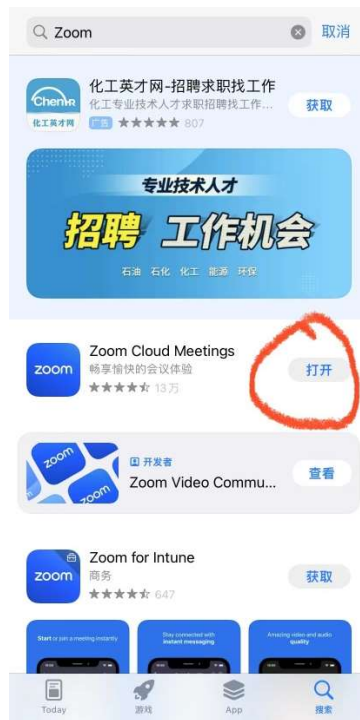 Zoom
取消
ChenHR
化工英才网
化工英才网-招聘求职找工作
化工专业技术人才求职招聘找工作...
广告 ★★★★★ 807
获取
专业技术人才
招聘 工作机会
石油 石化 化工 能源 环保
zoom
Zoom Cloud Meetings
畅享愉快的会议体验
13万
打开
zoom
zoom
开发者
Zoom Video Commu...
查看
zoom
Zoom for Intune
商务
647
获取
Start or join a meeting instantly
Stay connected with
instant messaging
Amazing video and audio
quality
Today
游戏
App
搜索